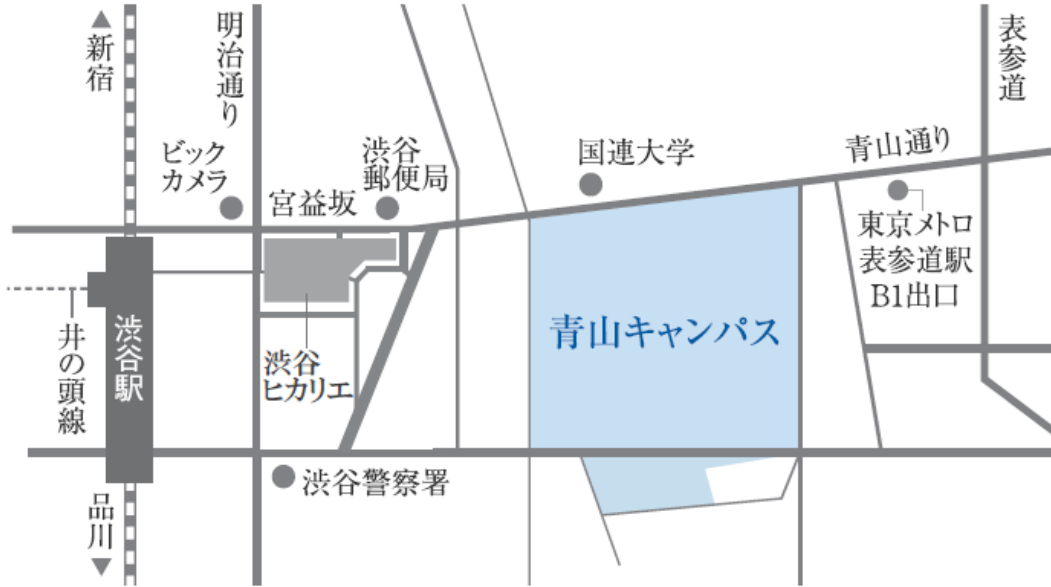 ▲新宿
明治通り
表参道
ビック
カメラ
渋谷
郵便局
国連大学
青山通り
宮益坂
東京メトロ
表参道駅
B1出口
井の頭線
渋谷駅
渋谷
ヒカリエ
青山キャンパス
渋谷警察署
品川▼